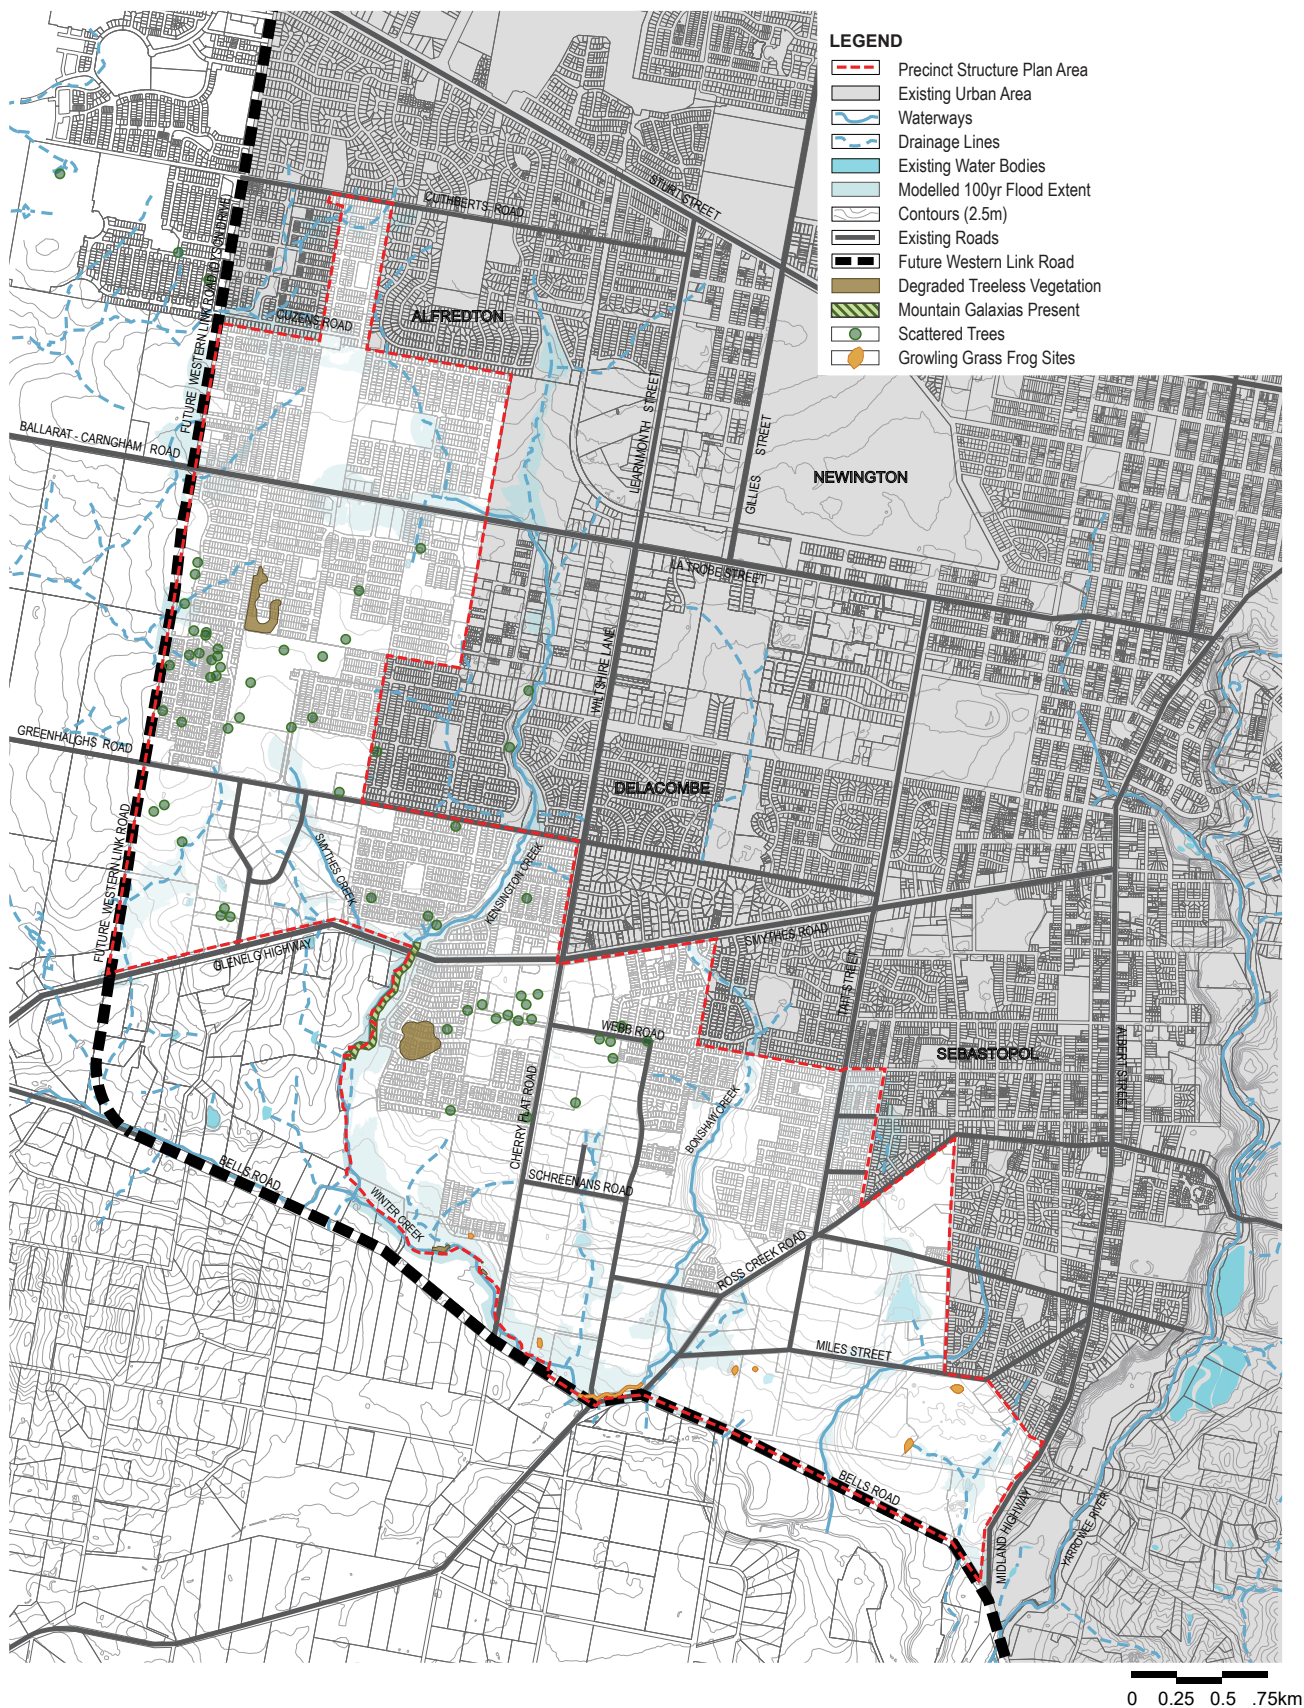 LEGEND
Precinct Structure Plan Area
Existing Urban Area
Waterways
Drainage Lines
Existing Water Bodies
Modelled 100yr Flood Extent
Contours (2.5m)
Existing Roads
Future Western Link Road
Degraded Treeless Vegetation
Mountain Galaxias Present
Scattered Trees
Growling Grass Frog Sites
STURT STREET
CUTHBERTS ROAD
CUZENS ROAD
ALFREDTON
FUTURE WESTERN LINK ROAD
BALLARAT - CARNGHAM ROAD
LEARNMONTH STREET
GILLIES STREET
NEWINGTON
LA TROBE STREET
WILTSHIRE LANE
GREENHALGHS ROAD
DELACOMBE
SMYTHES CREEK
KENSINGTON CREEK
FUTURE WESTERN LINK ROAD
GLENELG HIGHWAY
SMYTHES ROAD
TAIT STREET
WEBB ROAD
SEBASTOPOL
ALBERT STREET
CHERRY FLAT ROAD
BONSHAW CREEK
BELLS ROAD
SCHREENANS ROAD
WINTER CREEK
ROSS CREEK ROAD
MILES STREET
BELLS ROAD
MIDLAND HIGHWAY
YARROWEE RIVER
0 0.25 0.5 .75km